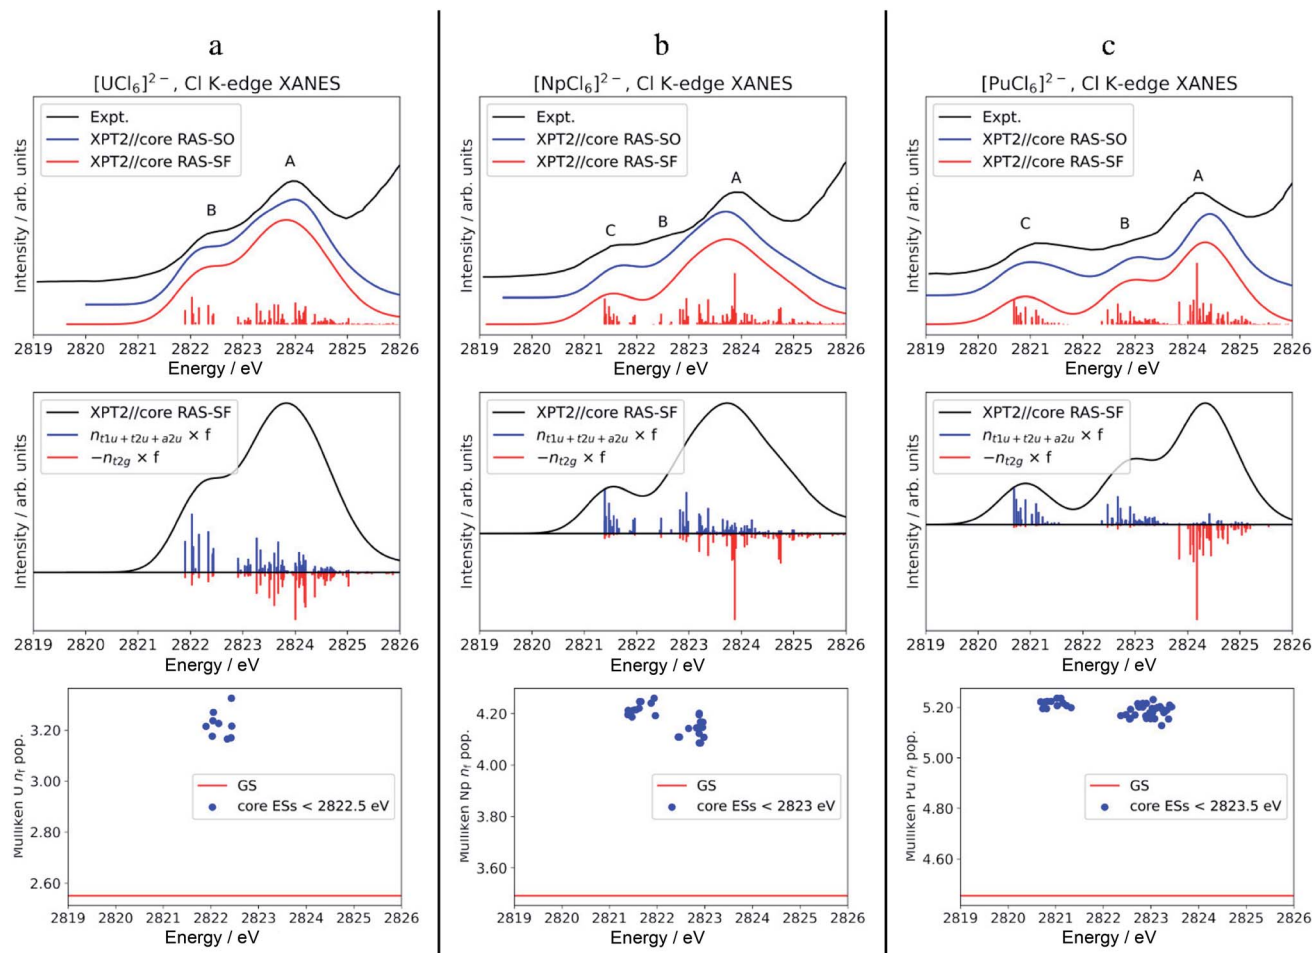 a
[UCl6]2−, Cl K-edge XANES
Intensity / arb. units
Expt.
XPT2//core RAS-SO
XPT2//core RAS-SF
B
A
2819 2820 2821 2822 2823 2824 2825 2826
Energy / eV
Intensity / arb. units
XPT2//core RAS-SF
nt1u + t2u + a2u × f
−nt2g × f
2819 2820 2821 2822 2823 2824 2825 2826
Energy / eV
Mulliken U nf pop.
3.20
3.00
2.80
2.60
GS
core ESs < 2822.5 eV
2819 2820 2821 2822 2823 2824 2825 2826
Energy / eV
b
[NpCl6]2−, Cl K-edge XANES
Intensity / arb. units
Expt.
XPT2//core RAS-SO
XPT2//core RAS-SF
C
B
A
2819 2820 2821 2822 2823 2824 2825 2826
Energy / eV
Intensity / arb. units
XPT2//core RAS-SF
nt1u + t2u + a2u × f
−nt2g × f
2819 2820 2821 2822 2823 2824 2825 2826
Energy / eV
Mulliken Np nf pop.
4.20
4.00
3.80
3.60
GS
core ESs < 2823 eV
2819 2820 2821 2822 2823 2824 2825 2826
Energy / eV
c
[PuCl6]2−, Cl K-edge XANES
Intensity / arb. units
Expt.
XPT2//core RAS-SO
XPT2//core RAS-SF
C
B
A
2819 2820 2821 2822 2823 2824 2825 2826
Energy / eV
Intensity / arb. units
XPT2//core RAS-SF
nt1u + t2u + a2u × f
−nt2g × f
2819 2820 2821 2822 2823 2824 2825 2826
Energy / eV
Mulliken Pu nf pop.
5.20
5.00
4.80
4.60
GS
core ESs < 2823.5 eV
2819 2820 2821 2822 2823 2824 2825 2826
Energy / eV